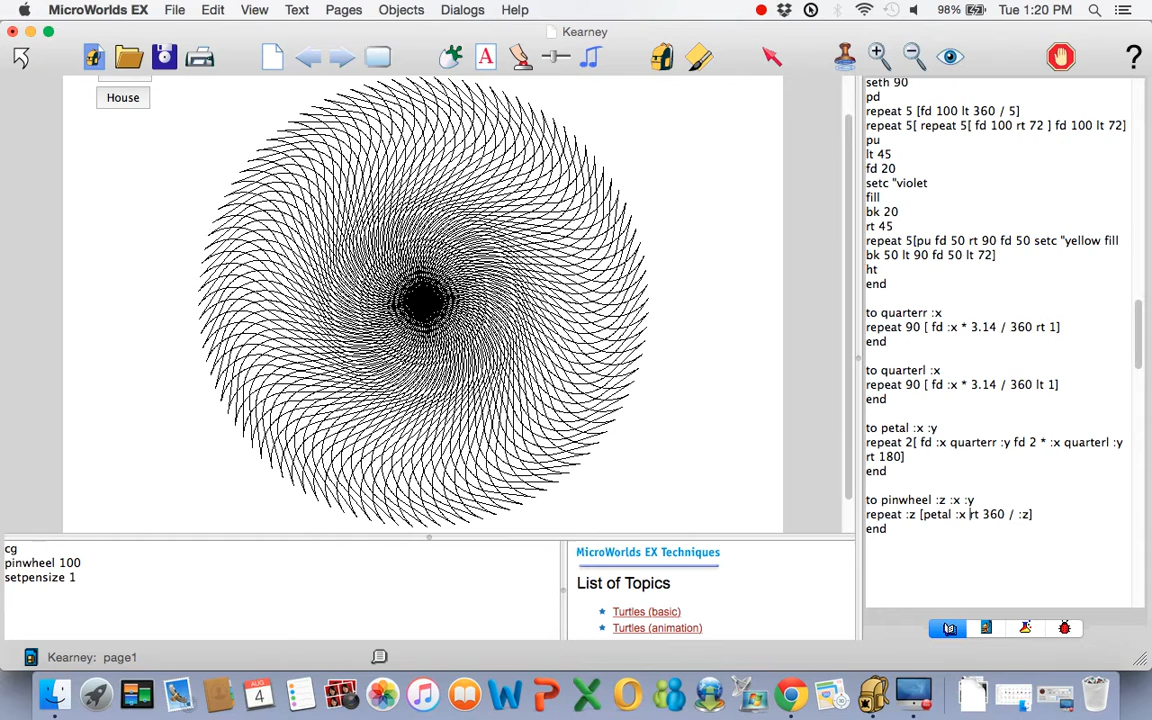 MicroWorlds EX File Edit View Text Pages Objects Dialogs Help 98% Tue 1:20 PM
Kearney
A ?
House
seth 90
pd
repeat 5 [fd 100 lt 360 / 5]
repeat 5[ repeat 5[ fd 100 rt 72 ] fd 100 lt 72]
pu
lt 45
fd 20
setc "violet
fill
bk 20
rt 45
repeat 5[pu fd 50 rt 90 fd 50 setc "yellow fill
bk 50 lt 90 fd 50 lt 72]
ht
end
to quarterr :x
repeat 90 [ fd :x * 3.14 / 360 rt 1]
end
to quarterl :x
repeat 90 [ fd :x * 3.14 / 360 lt 1]
end
to petal :x :y
repeat 2[ fd :x quarterr :y fd 2 * :x quarterl :y
rt 180]
end
to pinwheel :z :x :y
repeat :z [petal :x rt 360 / :z]
end
cg
pinwheel 100
setpensize 1
MicroWorlds EX Techniques
List of Topics
Turtles (basic)
Turtles (animation)
Kearney: page1
AUG
4